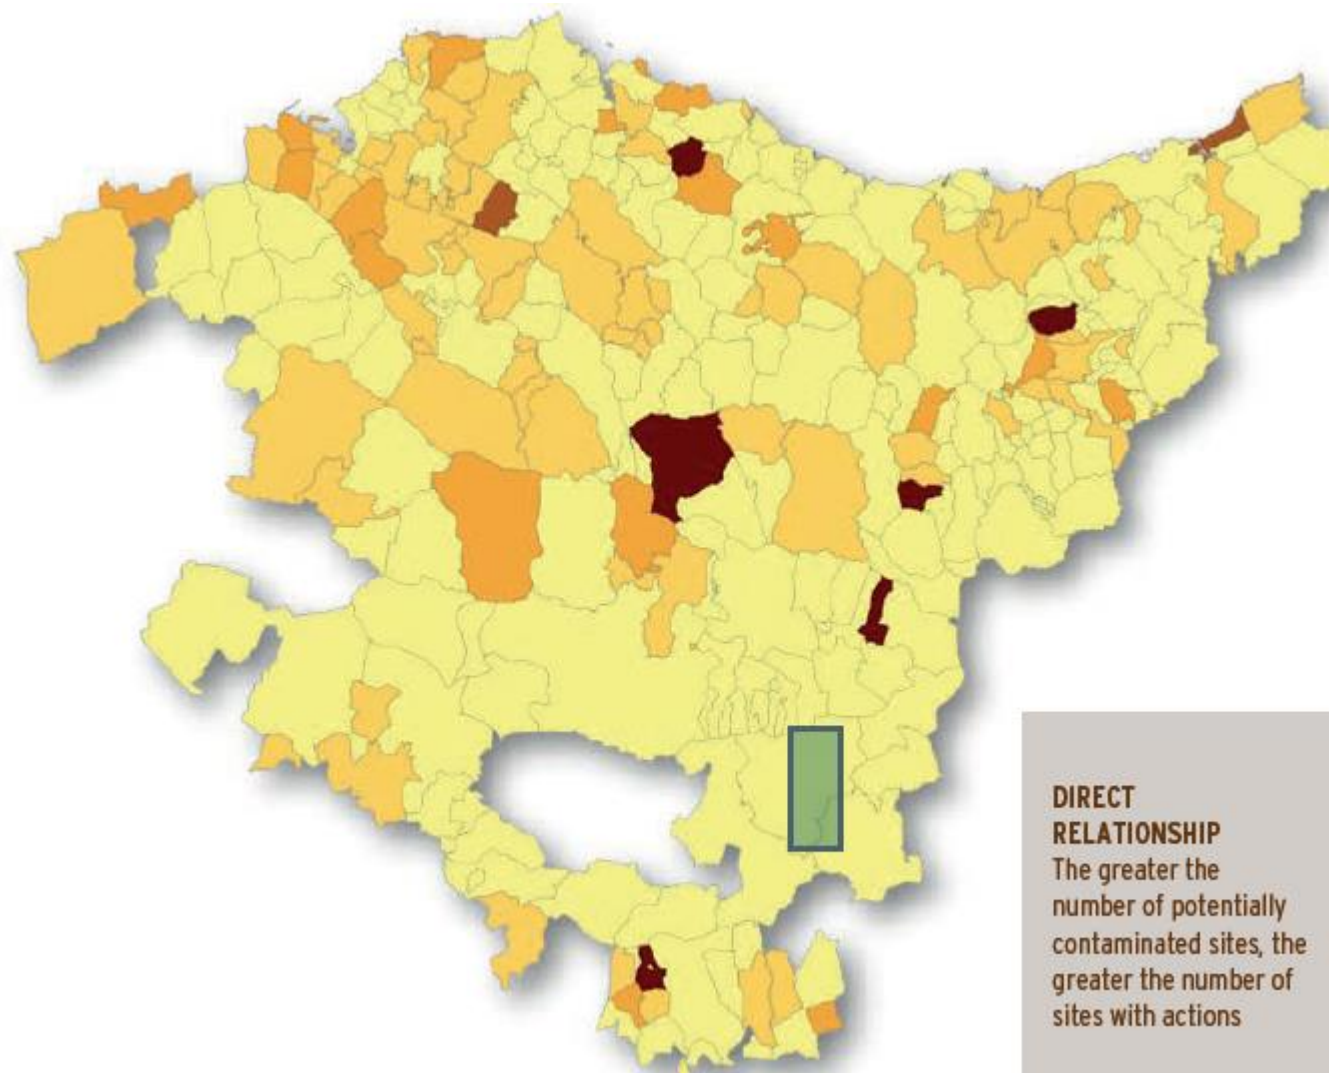 DIRECT
RELATIONSHIP
The greater the
number of potentially
contaminated sites, the
greater the number of
sites with actions